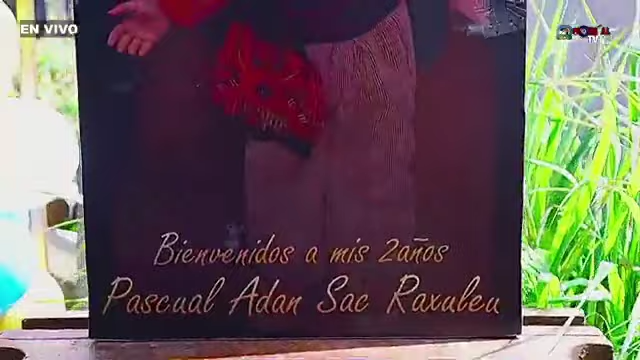 EN VIVO
Bienvenidos a mis 2años
Pascual Adan Sac Raxuleu